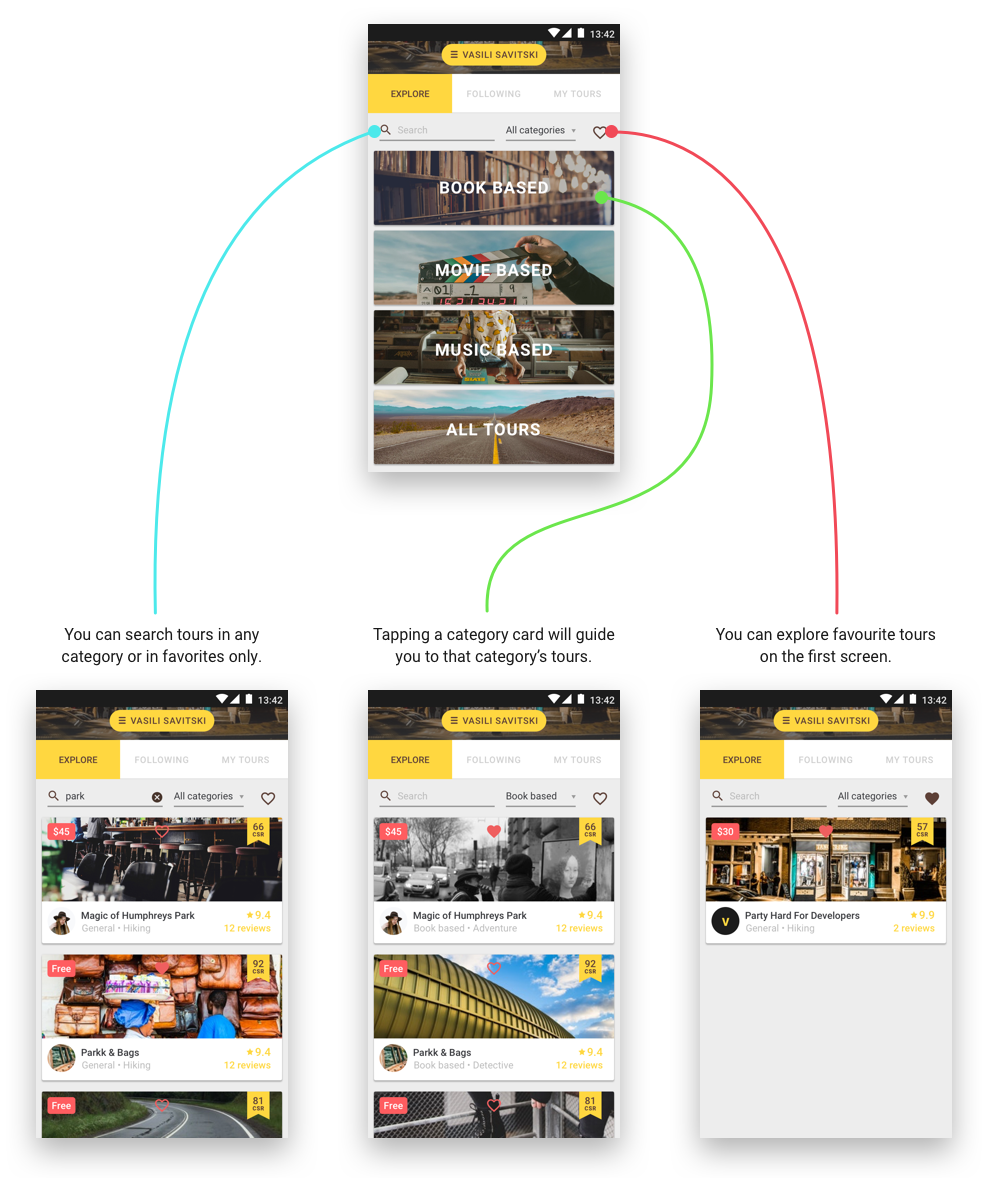 13:42
☰ VASILI SAVITSKI
EXPLORE FOLLOWING MY TOURS
Search All categories
BOOK BASED
MOVIE BASED
MUSIC BASED
ALL TOURS
You can search tours in any
category or in favorites only.
Tapping a category card will guide
you to that category’s tours.
You can explore favourite tours
on the first screen.
13:42
☰ VASILI SAVITSKI
EXPLORE FOLLOWING MY TOURS
park All categories
$45 66
CSR
Magic of Humphreys Park ★9.4
General • Hiking 12 reviews
Free 92
CSR
Parkk & Bags ★9.4
General • Hiking 12 reviews
Free 81
CSR
13:42
☰ VASILI SAVITSKI
EXPLORE FOLLOWING MY TOURS
Search Book based
$45 66
CSR
Magic of Humphreys Park ★9.4
Book based • Adventure 12 reviews
Free 92
CSR
Parkk & Bags ★9.4
Book based • Detective 12 reviews
Free 81
CSR
13:42
☰ VASILI SAVITSKI
EXPLORE FOLLOWING MY TOURS
Search All categories
$30 57
CSR
V Party Hard For Developers ★9.9
General • Hiking 2 reviews